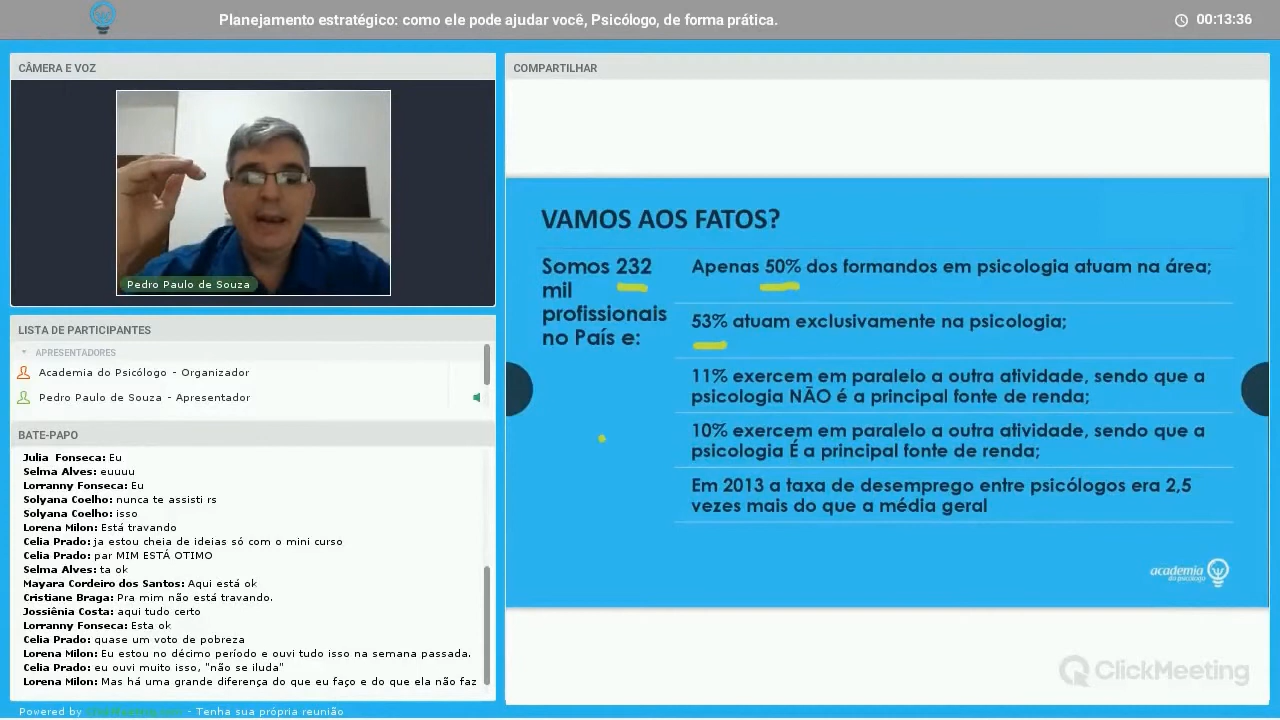 Planejamento estratégico: como ele pode ajudar você, Psicólogo, de forma prática.
00:13:36
CÂMERA E VOZ
Pedro Paulo de Souza
LISTA DE PARTICIPANTES
APRESENTADORES
Academia do Psicólogo - Organizador
Pedro Paulo de Souza - Apresentador
BATE-PAPO
Julia Fonseca: Eu
Selma Alves: euuuu
Lorranny Fonseca: Eu
Solyana Coelho: nunca te assisti rs
Solyana Coelho: isso
Lorena Milon: Está travando
Celia Prado: ja estou cheia de ideias só com o mini curso
Celia Prado: par MIM ESTÁ OTIMO
Selma Alves: ta ok
Mayara Cordeiro dos Santos: Aqui está ok
Cristiane Braga: Pra mim não está travando.
Jossiênia Costa: aqui tudo certo
Lorranny Fonseca: Esta ok
Celia Prado: quase um voto de pobreza
Lorena Milon: Eu estou no décimo período e ouvi tudo isso na semana passada.
Celia Prado: eu ouvi muito isso, "não se iluda"
Lorena Milon: Mas há uma grande diferença do que eu faço e do que ela não faz
Powered by
- Tenha sua própria reunião
COMPARTILHAR
VAMOS AOS FATOS?
Somos 232
mil
profissionais
no País e:
Apenas 50% dos formandos em psicologia atuam na área;
53% atuam exclusivamente na psicologia;
11% exercem em paralelo a outra atividade, sendo que a
psicologia NÃO é a principal fonte de renda;
10% exercem em paralelo a outra atividade, sendo que a
psicologia É a principal fonte de renda;
Em 2013 a taxa de desemprego entre psicólogos era 2,5
vezes mais do que a média geral
academia
do psicólogo
ClickMeeting